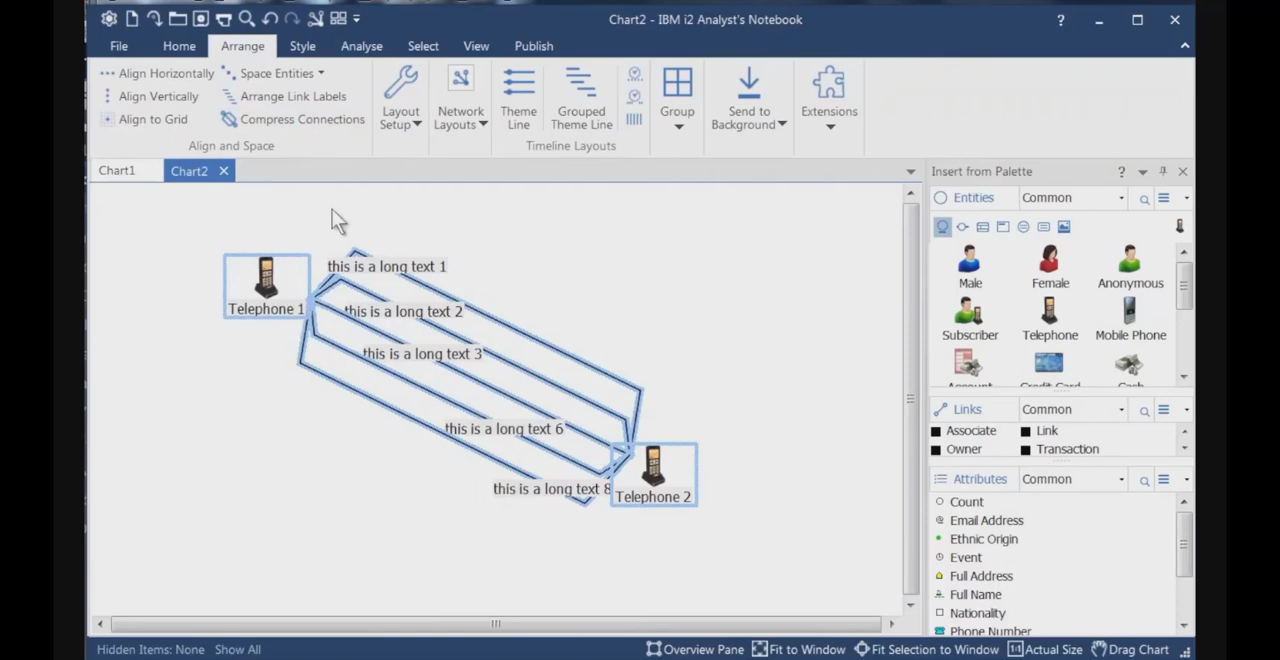 Chart2 - IBM i2 Analyst's Notebook
?
File Home Arrange Style Analyse Select View Publish
Align Horizontally
Align Vertically
Align to Grid
Space Entities
Arrange Link Labels
Compress Connections
Align and Space
Layout
Setup
Network
Layouts
Theme
Line
Grouped
Theme Line
Timeline Layouts
Group
Send to
Background
Extensions
Chart1
Chart2
Telephone 1
this is a long text 1
this is a long text 2
this is a long text 3
this is a long text 6
this is a long text 8
Telephone 2
Insert from Palette ?
Entities Common
Male Female Anonymous
Subscriber Telephone Mobile Phone
Account Credit Card Cash
Links Common
Associate Link
Owner Transaction
Attributes Common
Count
Email Address
Ethnic Origin
Event
Full Address
Full Name
Nationality
Phone Number
Hidden Items: None Show All
Overview Pane Fit to Window Fit Selection to Window 1:1 Actual Size Drag Chart